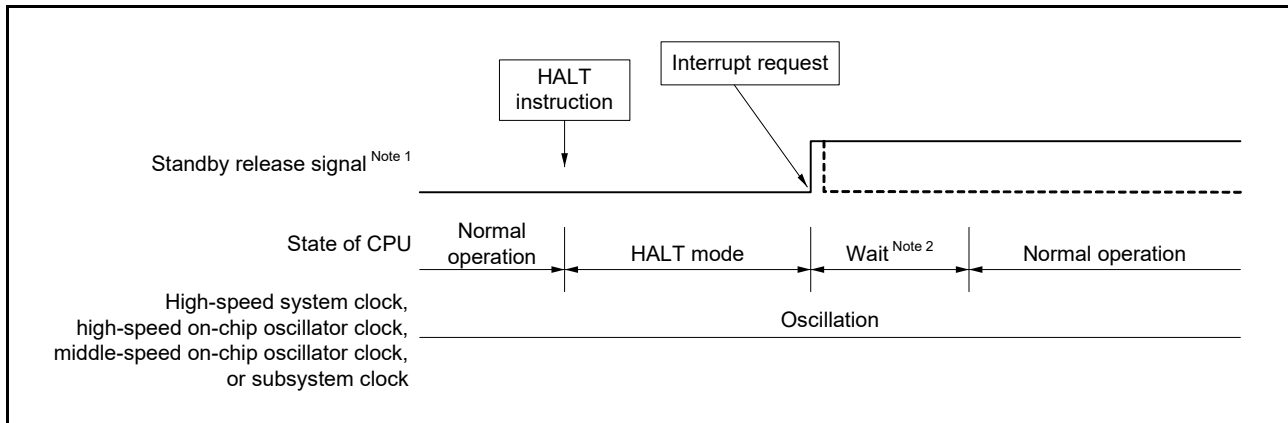 HALT
instruction
Interrupt request
Standby release signal Note 1
State of CPU
Normal
operation
HALT mode
Wait Note 2
Normal operation
High-speed system clock,
high-speed on-chip oscillator clock,
middle-speed on-chip oscillator clock,
or subsystem clock
Oscillation